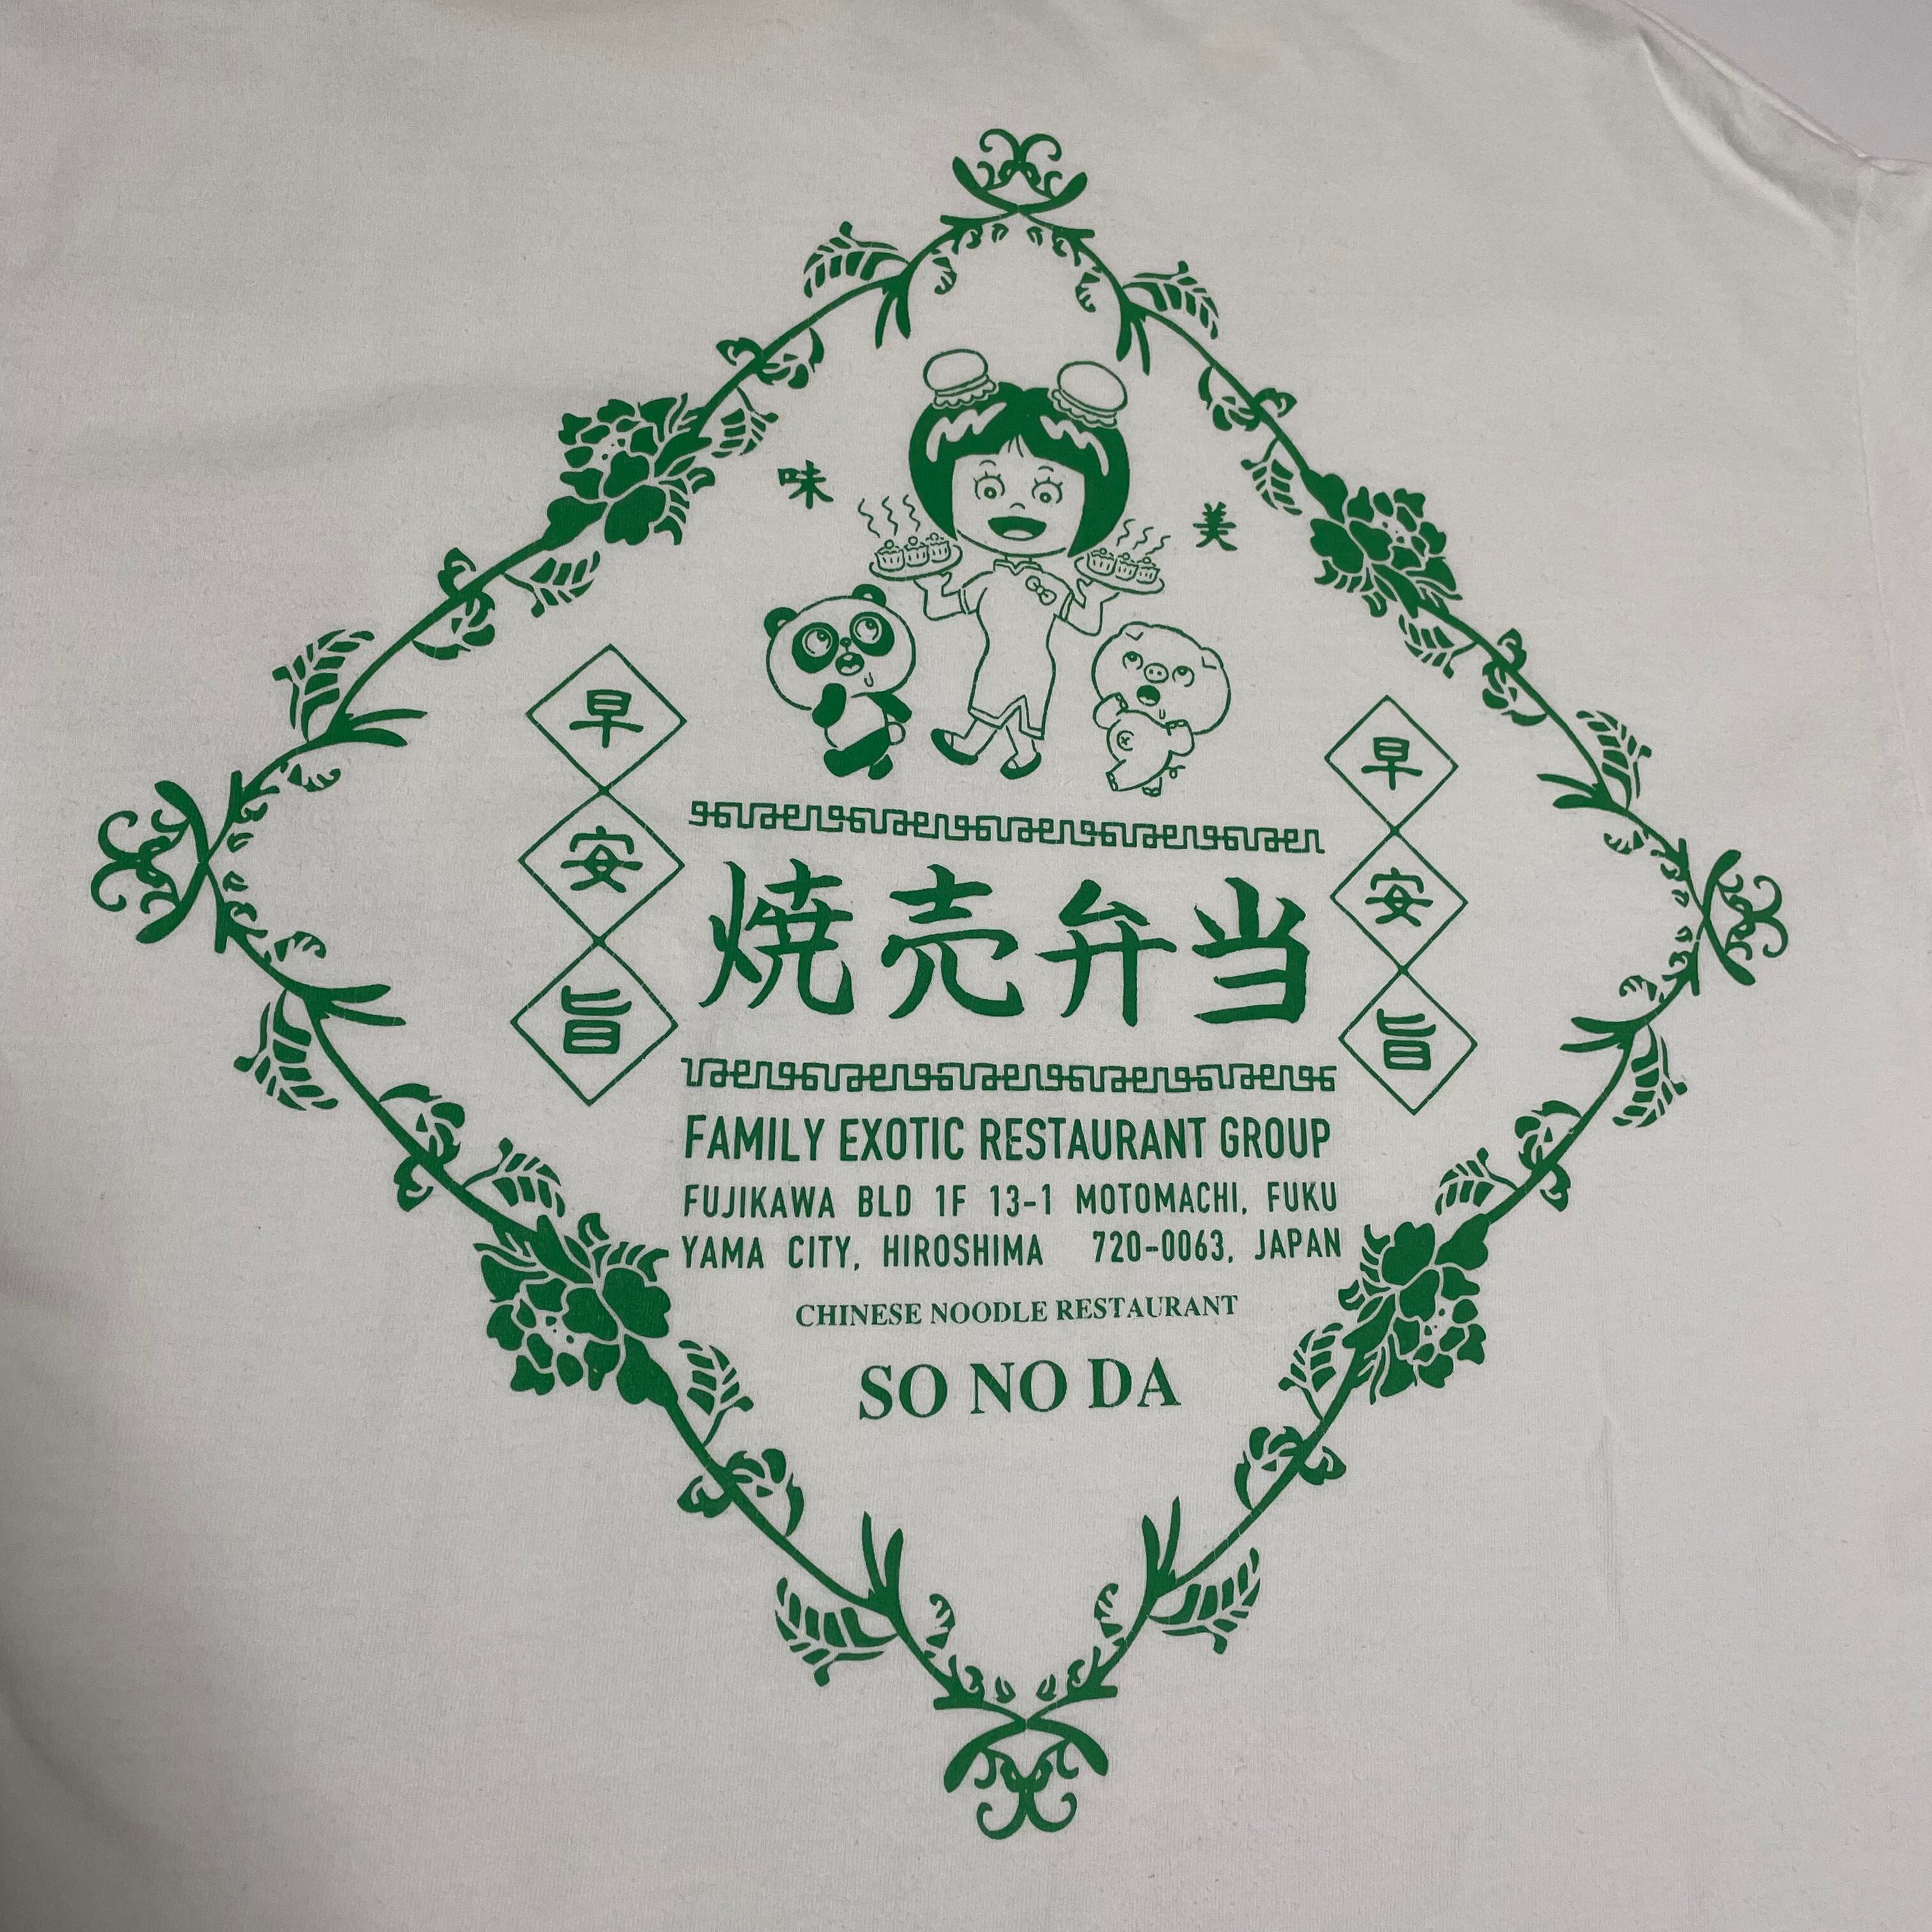 味
美
早
安
旨
早
安
旨
焼売弁当
FAMILY EXOTIC RESTAURANT GROUP
FUJIKAWA BLD 1F 13-1 MOTOMACHI, FUKU
YAMA CITY, HIROSHIMA 720-0063, JAPAN
CHINESE NOODLE RESTAURANT
SO NO DA